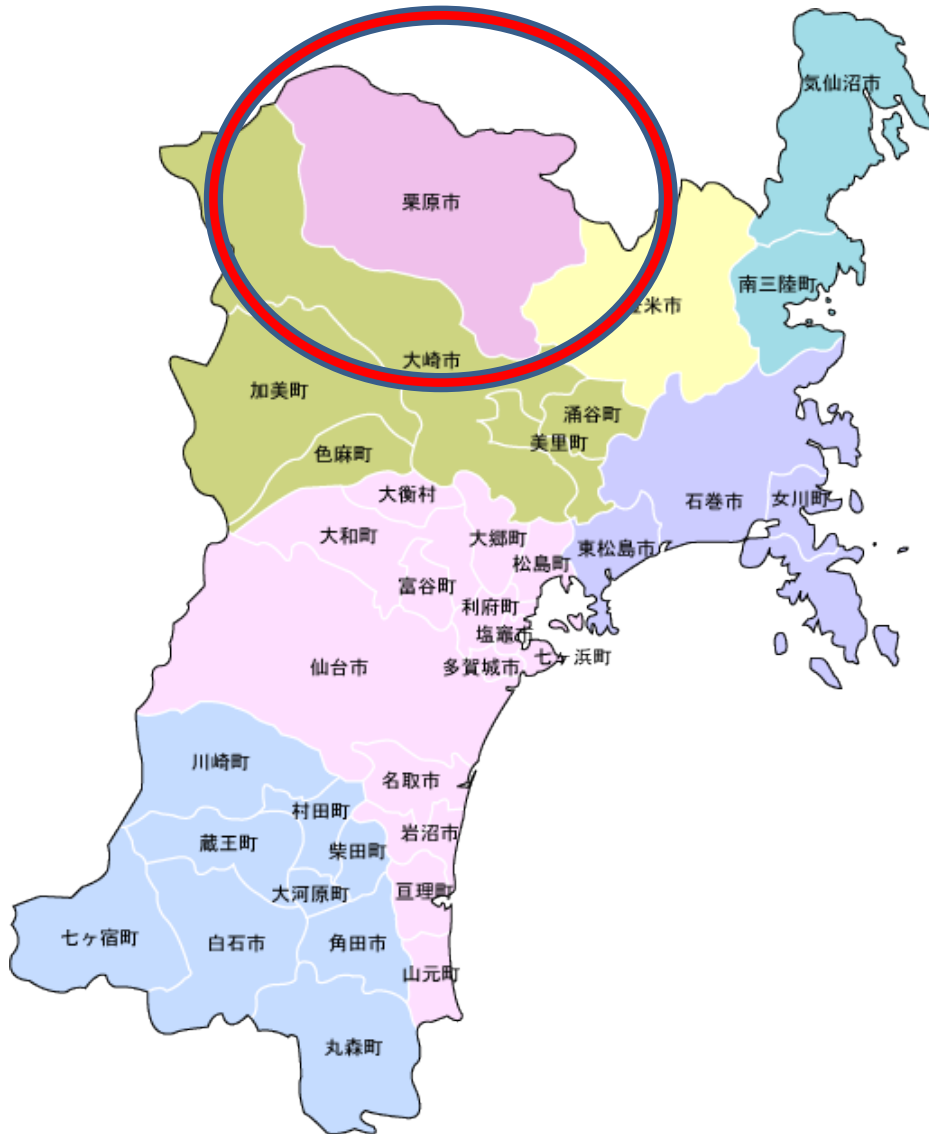 気仙沼市
栗原市
南三陸町
米市
大崎市
加美町
涌谷町
美里町
色麻町
大衡村
石巻市
女川町
大和町
大郷町
東松島市
松島町
富谷町
利府町
塩竈市
七ヶ浜町
仙台市
多賀城市
川崎町
名取市
村田町
岩沼市
蔵王町
柴田町
大河原町
亘理町
七ヶ宿町
白石市
角田市
山元町
丸森町